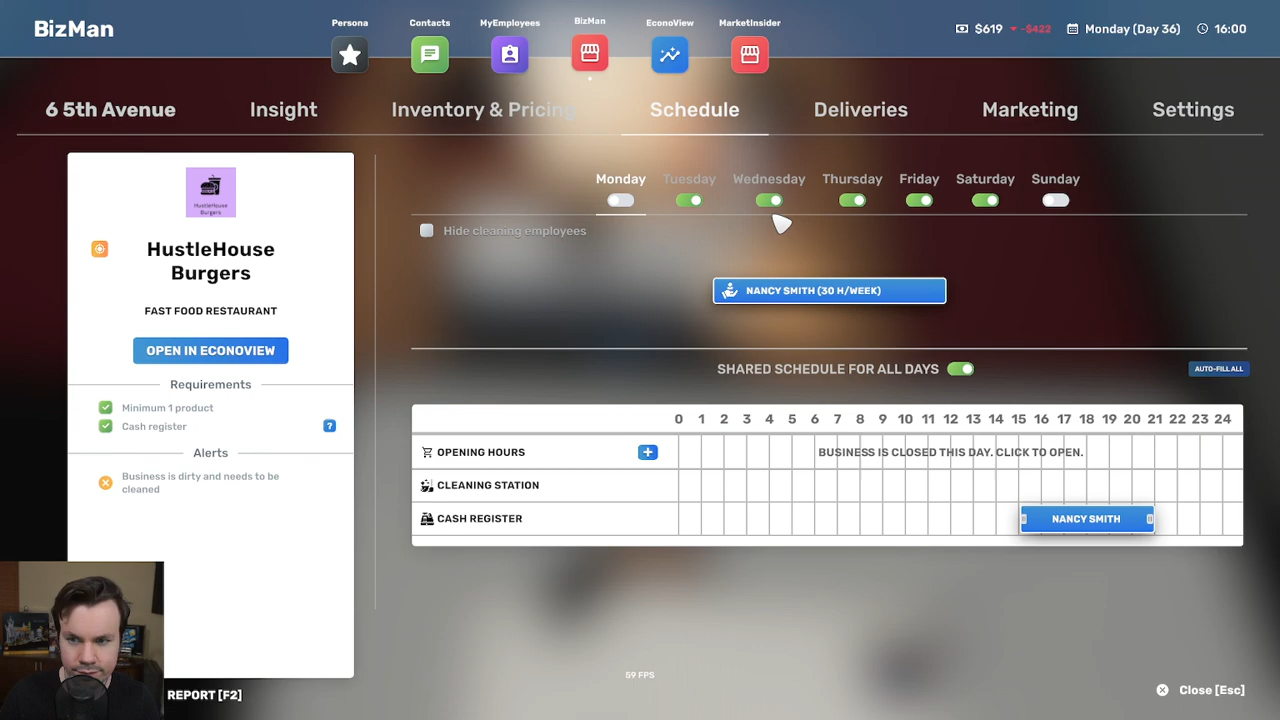 BizMan
Persona
Contacts
MyEmployees
BizMan
EconoView
MarketInsider
$619 -$422 Monday (Day 36) 16:00
6 5th Avenue Insight Inventory & Pricing Schedule Deliveries Marketing Settings
HustleHouse
Burgers
HustleHouse
Burgers
FAST FOOD RESTAURANT
OPEN IN ECONOVIEW
Requirements
Minimum 1 product
Cash register ?
Alerts
Business is dirty and needs to be
cleaned
Monday Tuesday Wednesday Thursday Friday Saturday Sunday
Hide cleaning employees
NANCY SMITH (30 H/WEEK)
SHARED SCHEDULE FOR ALL DAYS
AUTO-FILL ALL
0 1 2 3 4 5 6 7 8 9 10 11 12 13 14 15 16 17 18 19 20 21 22 23 24
OPENING HOURS + BUSINESS IS CLOSED THIS DAY. CLICK TO OPEN.
CLEANING STATION
CASH REGISTER NANCY SMITH
59 FPS
REPORT [F2]
Close [Esc]